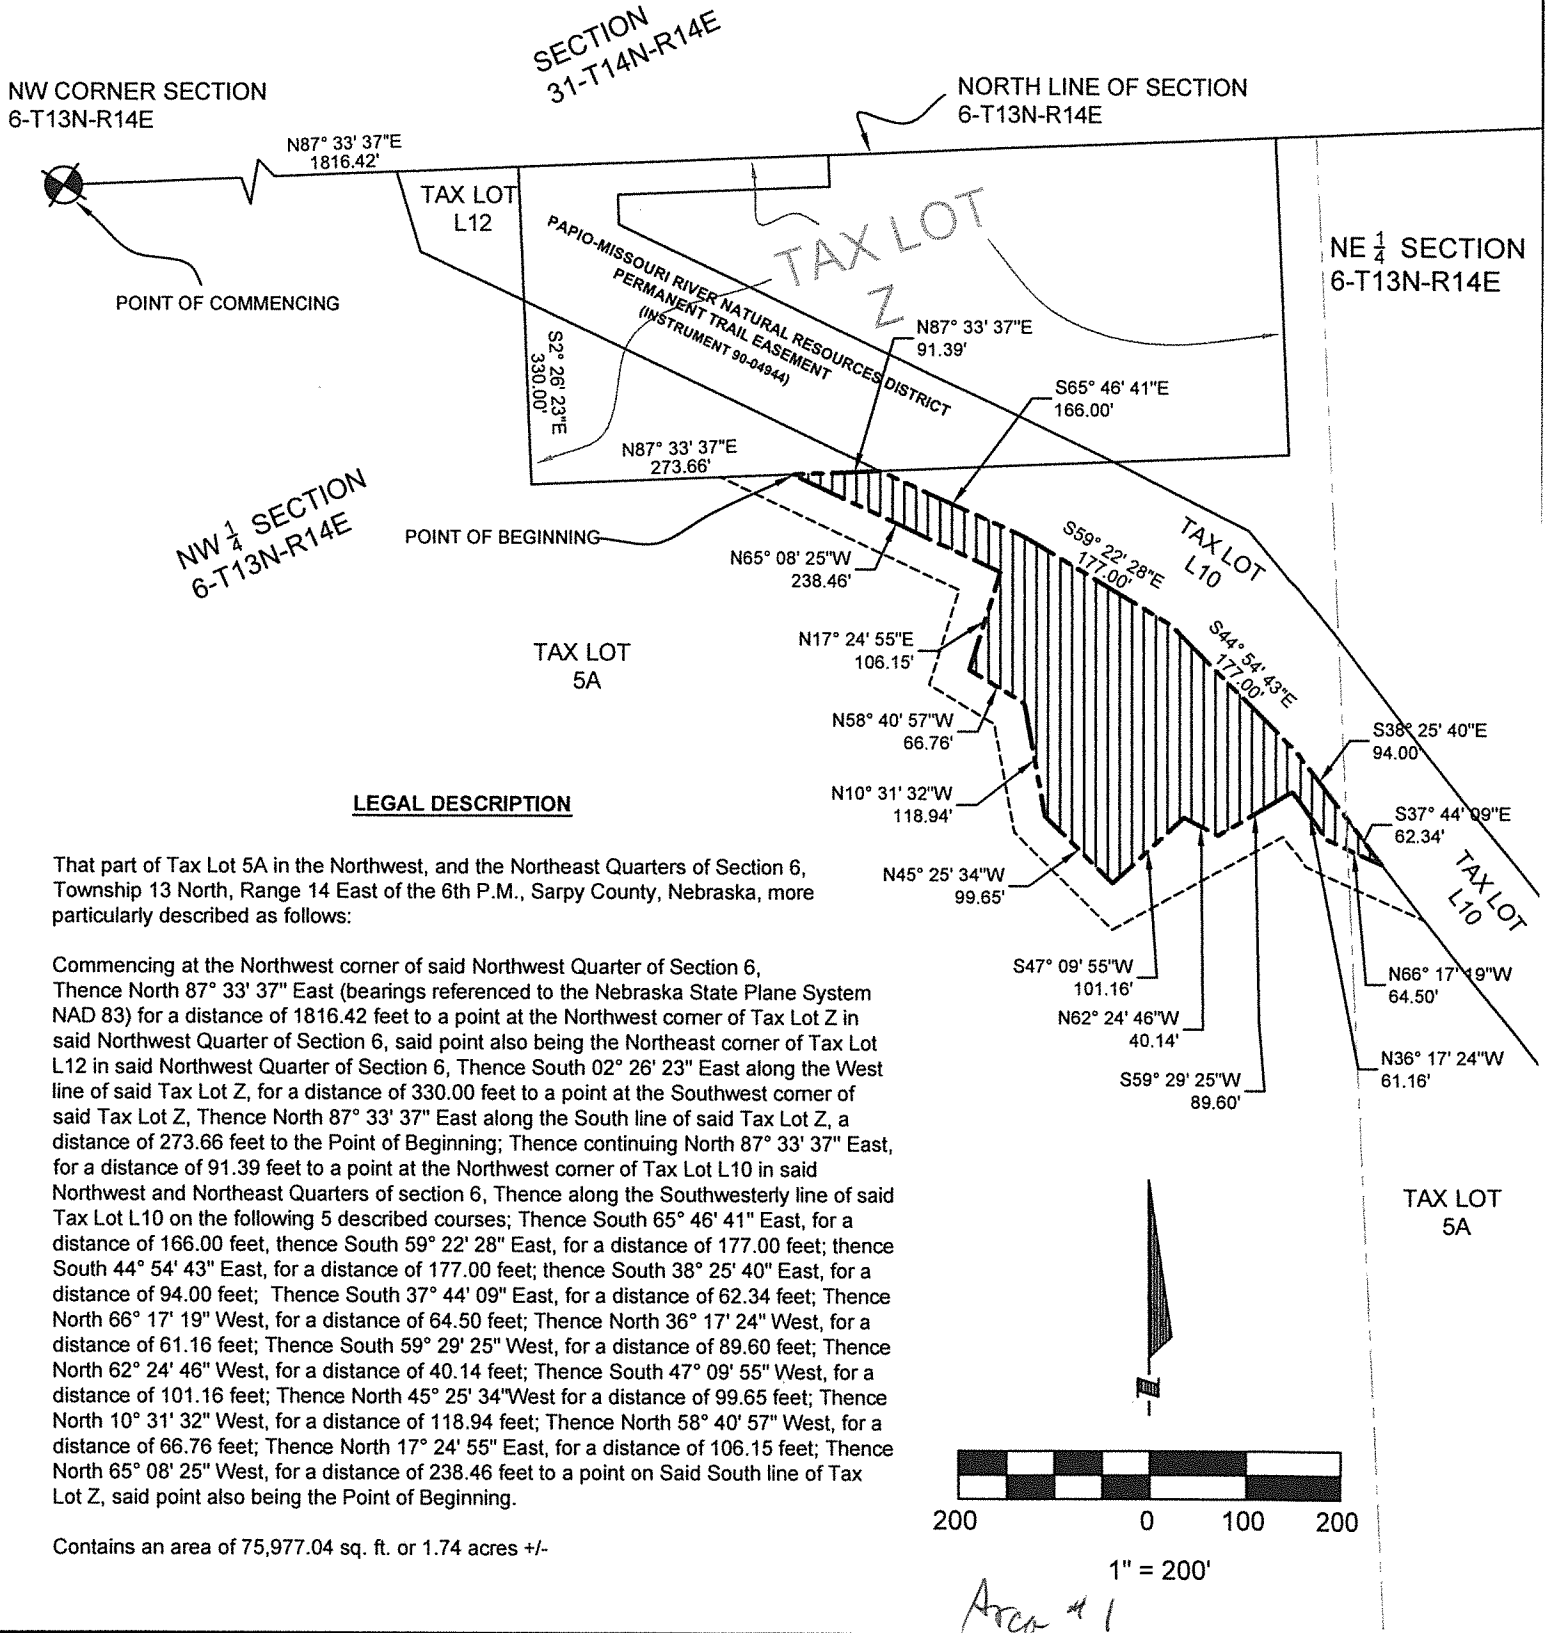 SECTION
31-T14N-R14E
NW CORNER SECTION
6-T13N-R14E
NORTH LINE OF SECTION
6-T13N-R14E
N87° 33' 37"E
1816.42'
TAX LOT
L12
TAX LOT
Z
NE 1/4 SECTION
6-T13N-R14E
POINT OF COMMENCING
PAPIO-MISSOURI RIVER NATURAL RESOURCES DISTRICT
PERMANENT TRAIL EASEMENT
(INSTRUMENT 90-04944)
S2° 26' 23"E
330.00'
N87° 33' 37"E
91.39'
S65° 46' 41"E
166.00'
N87° 33' 37"E
273.66'
NW 1/4 SECTION
6-T13N-R14E
POINT OF BEGINNING
N65° 08' 25"W
238.46'
S59° 22' 28"E
177.00'
TAX LOT
L10
TAX LOT
5A
N17° 24' 55"E
106.15'
S44° 54' 43"E
177.00'
N58° 40' 57"W
66.76'
S38° 25' 40"E
94.00'
N10° 31' 32"W
118.94'
S37° 44' 09"E
62.34'
TAX LOT
L10
N45° 25' 34"W
99.65'
S47° 09' 55"W
101.16'
N66° 17' 19"W
64.50'
N62° 24' 46"W
40.14'
N36° 17' 24"W
61.16'
S59° 29' 25"W
89.60'
TAX LOT
5A
LEGAL DESCRIPTION
That part of Tax Lot 5A in the Northwest, and the Northeast Quarters of Section 6,
Township 13 North, Range 14 East of the 6th P.M., Sarpy County, Nebraska, more
particularly described as follows:
Commencing at the Northwest corner of said Northwest Quarter of Section 6,
Thence North 87° 33' 37" East (bearings referenced to the Nebraska State Plane System
NAD 83) for a distance of 1816.42 feet to a point at the Northwest corner of Tax Lot Z in
said Northwest Quarter of Section 6, said point also being the Northeast corner of Tax Lot
L12 in said Northwest Quarter of Section 6, Thence South 02° 26' 23" East along the West
line of said Tax Lot Z, for a distance of 330.00 feet to a point at the Southwest corner of
said Tax Lot Z, Thence North 87° 33' 37" East along the South line of said Tax Lot Z, a
distance of 273.66 feet to the Point of Beginning; Thence continuing North 87° 33' 37" East,
for a distance of 91.39 feet to a point at the Northwest corner of Tax Lot L10 in said
Northwest and Northeast Quarters of section 6, Thence along the Southwesterly line of said
Tax Lot L10 on the following 5 described courses; Thence South 65° 46' 41" East, for a
distance of 166.00 feet, thence South 59° 22' 28" East, for a distance of 177.00 feet; thence
South 44° 54' 43" East, for a distance of 177.00 feet; thence South 38° 25' 40" East, for a
distance of 94.00 feet; Thence South 37° 44' 09" East, for a distance of 62.34 feet; Thence
North 66° 17' 19" West, for a distance of 64.50 feet; Thence North 36° 17' 24" West, for a
distance of 61.16 feet; Thence South 59° 29' 25" West, for a distance of 89.60 feet; Thence
North 62° 24' 46" West, for a distance of 40.14 feet; Thence South 47° 09' 55" West, for a
distance of 101.16 feet; Thence North 45° 25' 34"West for a distance of 99.65 feet; Thence
North 10° 31' 32" West, for a distance of 118.94 feet; Thence North 58° 40' 57" West, for a
distance of 66.76 feet; Thence North 17° 24' 55" East, for a distance of 106.15 feet; Thence
North 65° 08' 25" West, for a distance of 238.46 feet to a point on Said South line of Tax
Lot Z, said point also being the Point of Beginning.
Contains an area of 75,977.04 sq. ft. or 1.74 acres +/-
N
200 0 100 200
1" = 200'
Area # 1